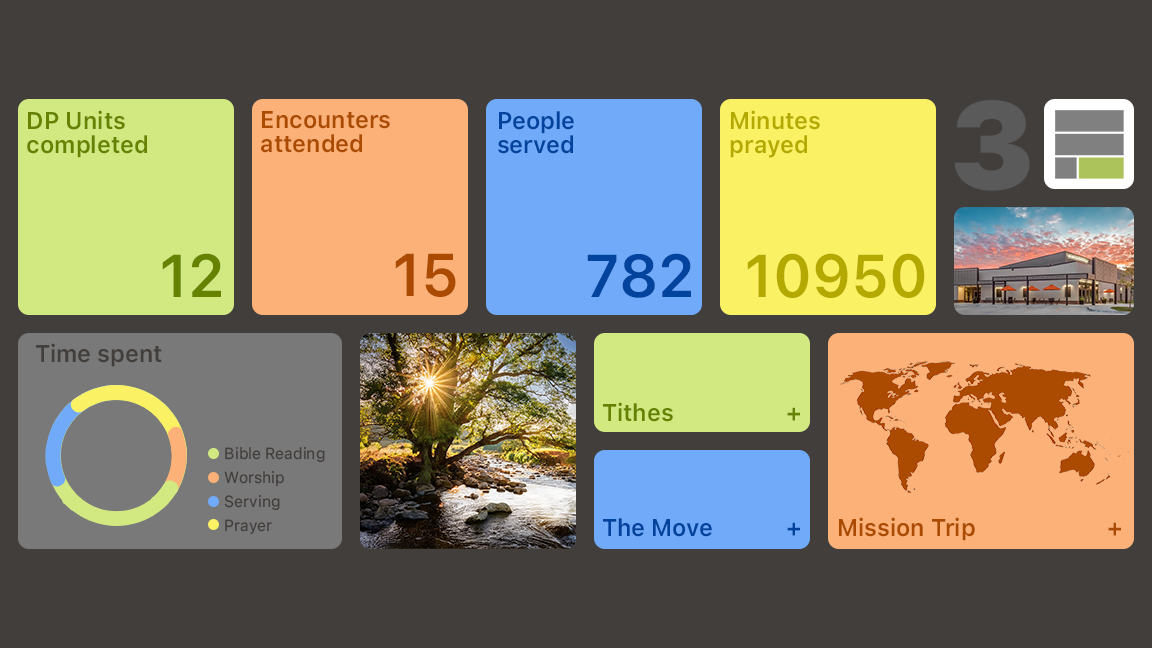 DP Units
completed
12
Encounters
attended
15
People
served
782
Minutes
prayed
10950
3
Time spent
Bible Reading
Worship
Serving
Prayer
Tithes +
The Move +
Mission Trip +